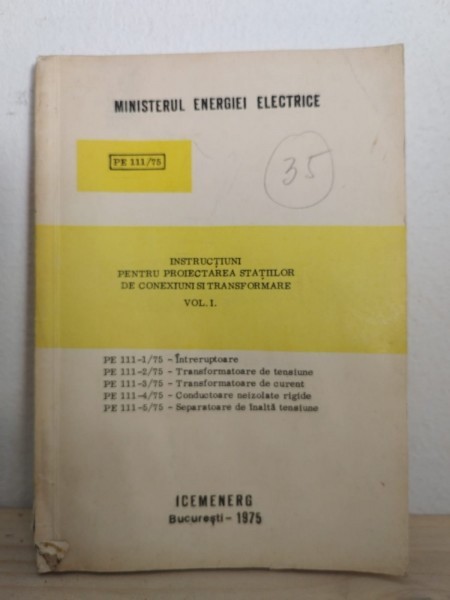 MINISTERUL ENERGIEI ELECTRICE
PE 111/75
35
INSTRUCȚIUNI
PENTRU PROIECTAREA STAȚIILOR
DE CONEXIUNI SI TRANSFORMARE
VOL. I.
PE 111-1/75 - Întreruptoare
PE 111-2/75 - Transformatoare de tensiune
PE 111-3/75 - Transformatoare de curent
PE 111-4/75 - Conductoare neizolate rigide
PE 111-5/75 - Separatoare de înaltă tensiune
ICEMENERG
București - 1975